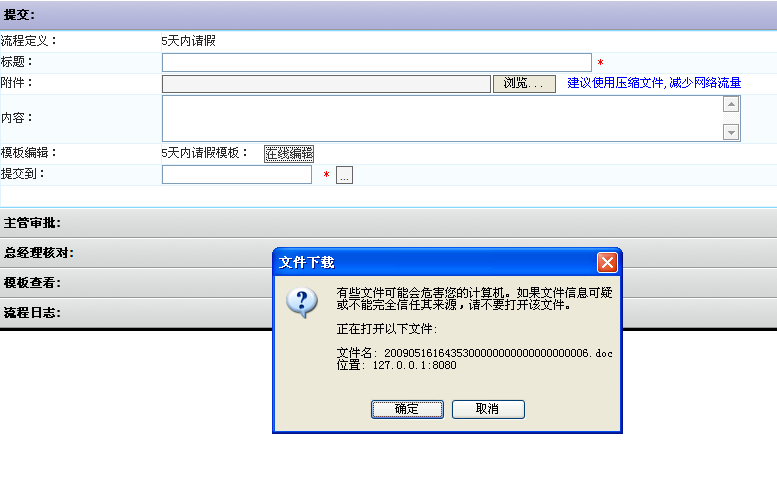 提交:
流程定义：
5天内请假
标题：
*
附件：
浏览...
建议使用压缩文件,减少网络流量
内容：
模板编辑：
5天内请假模板：
在线编辑
提交到：
*
...
主管审批:
总经理核对:
模板查看:
流程日志:
文件下载
有些文件可能会危害您的计算机。如果文件信息可疑
或不能完全信任其来源，请不要打开该文件。
正在打开以下文件:
文件名: 20090516164353000000000000000000006.doc
位置: 127.0.0.1:8080
确定
取消